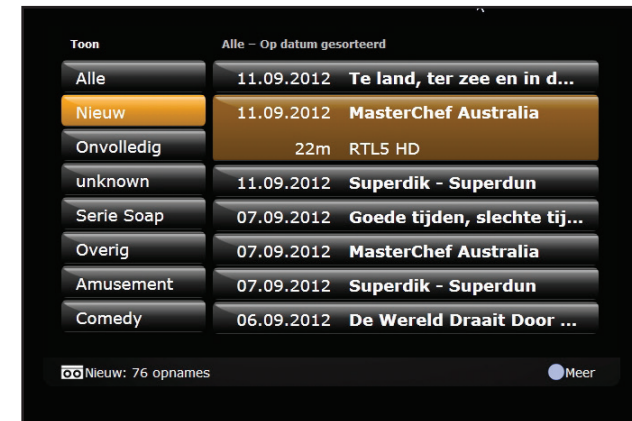 Toon Alle – Op datum gesorteerd
Alle 11.09.2012 Te land, ter zee en in d...
Nieuw 11.09.2012 MasterChef Australia
Onvolledig 22m RTL5 HD
unknown 11.09.2012 Superdik - Superdun
Serie Soap 07.09.2012 Goede tijden, slechte tij...
Overig 07.09.2012 MasterChef Australia
Amusement 07.09.2012 Superdik - Superdun
Comedy 06.09.2012 De Wereld Draait Door ...
Nieuw: 76 opnames Meer